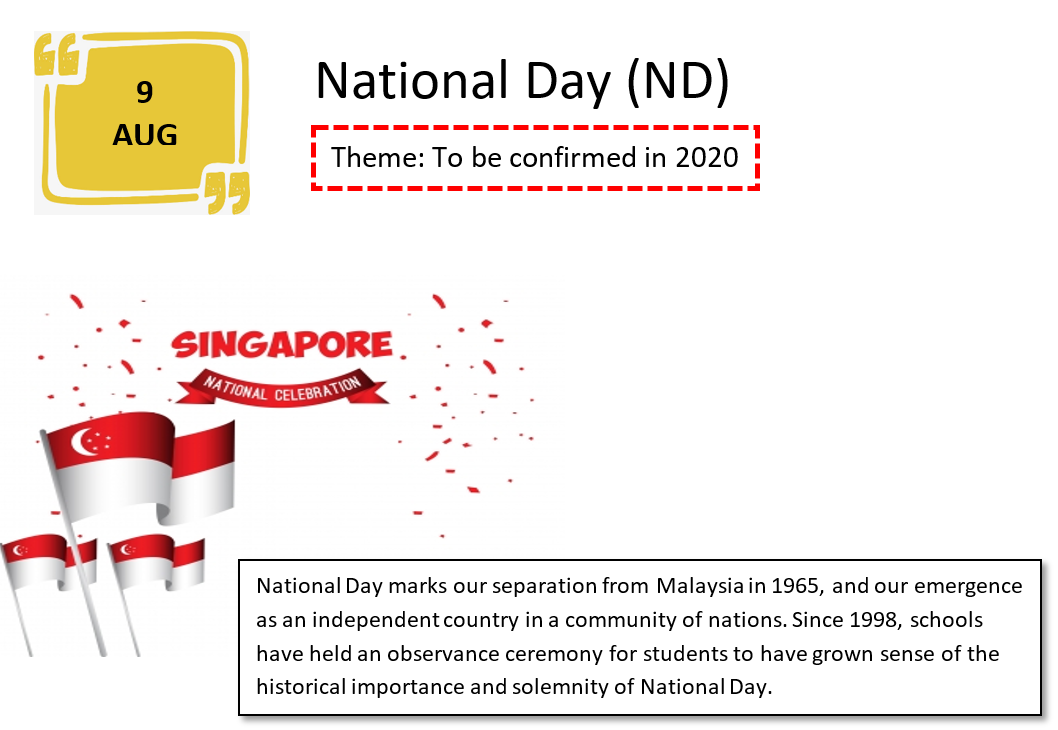 9
AUG
National Day (ND)
Theme: To be confirmed in 2020
SINGAPORE
NATIONAL CELEBRATION
National Day marks our separation from Malaysia in 1965, and our emergence
as an independent country in a community of nations. Since 1998, schools
have held an observance ceremony for students to have grown sense of the
historical importance and solemnity of National Day.